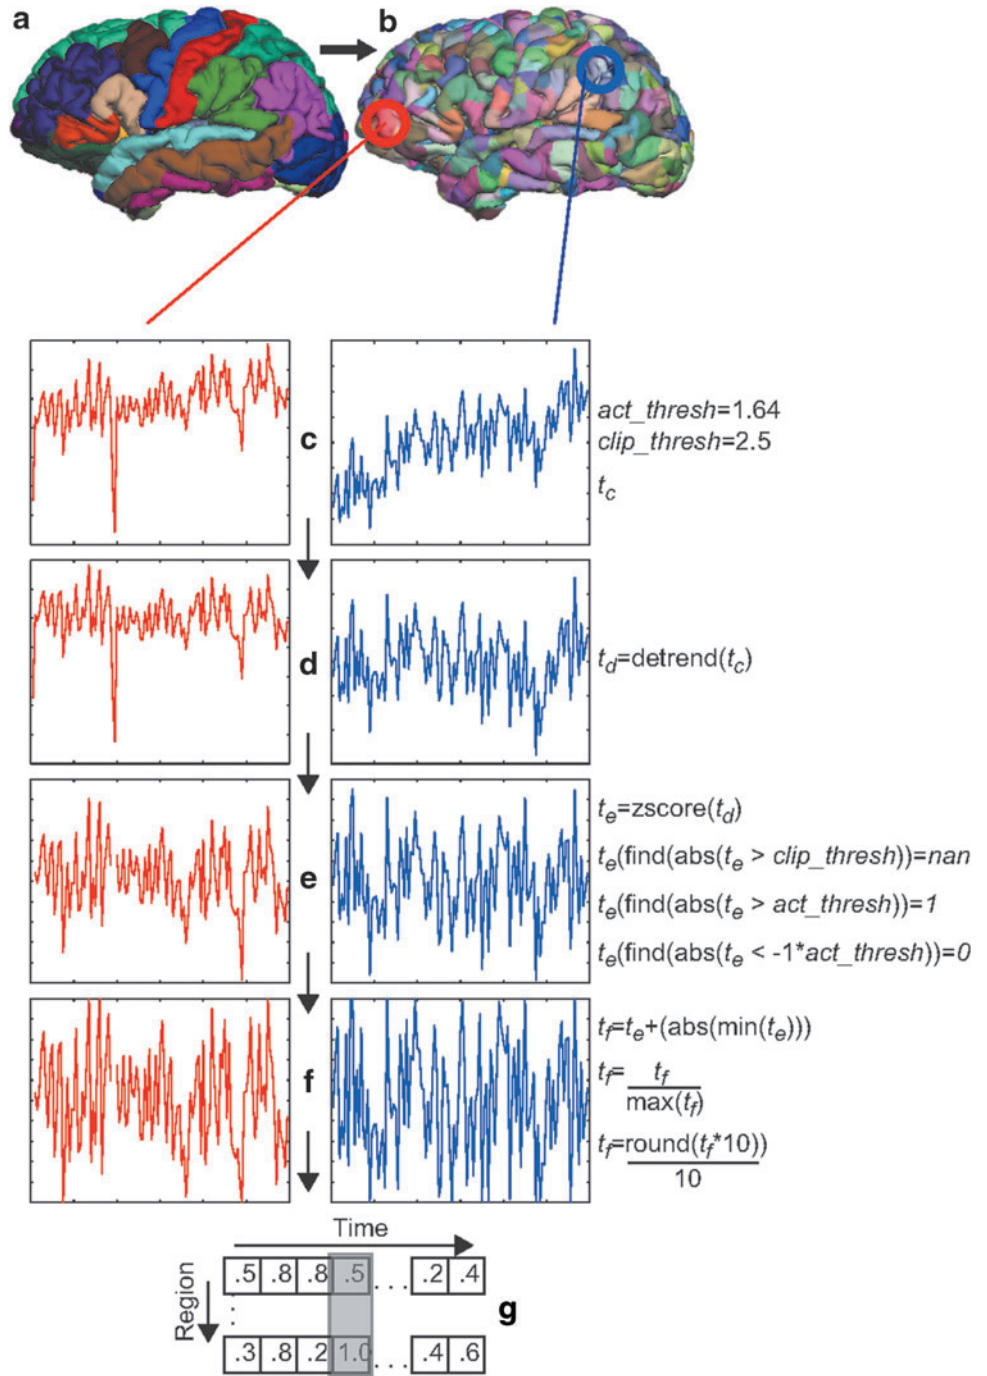 a
b
c
act_thresh=1.64
clip_thresh=2.5
t_c
d
t_d=detrend(t_c)
e
t_e=zscore(t_d)
t_e(find(abs(t_e > clip_thresh))=nan
t_e(find(abs(t_e > act_thresh))=1
t_e(find(abs(t_e < -1*act_thresh))=0
f
t_f=t_e+(abs(min(t_e)))
t_f=t_f
max(t_f)
t_f=round(t_f*10))
10
Time
Region
.5 .8 .8 .5 ... .2 .4
g
.3 .8 .2 1.0 ... .4 .6